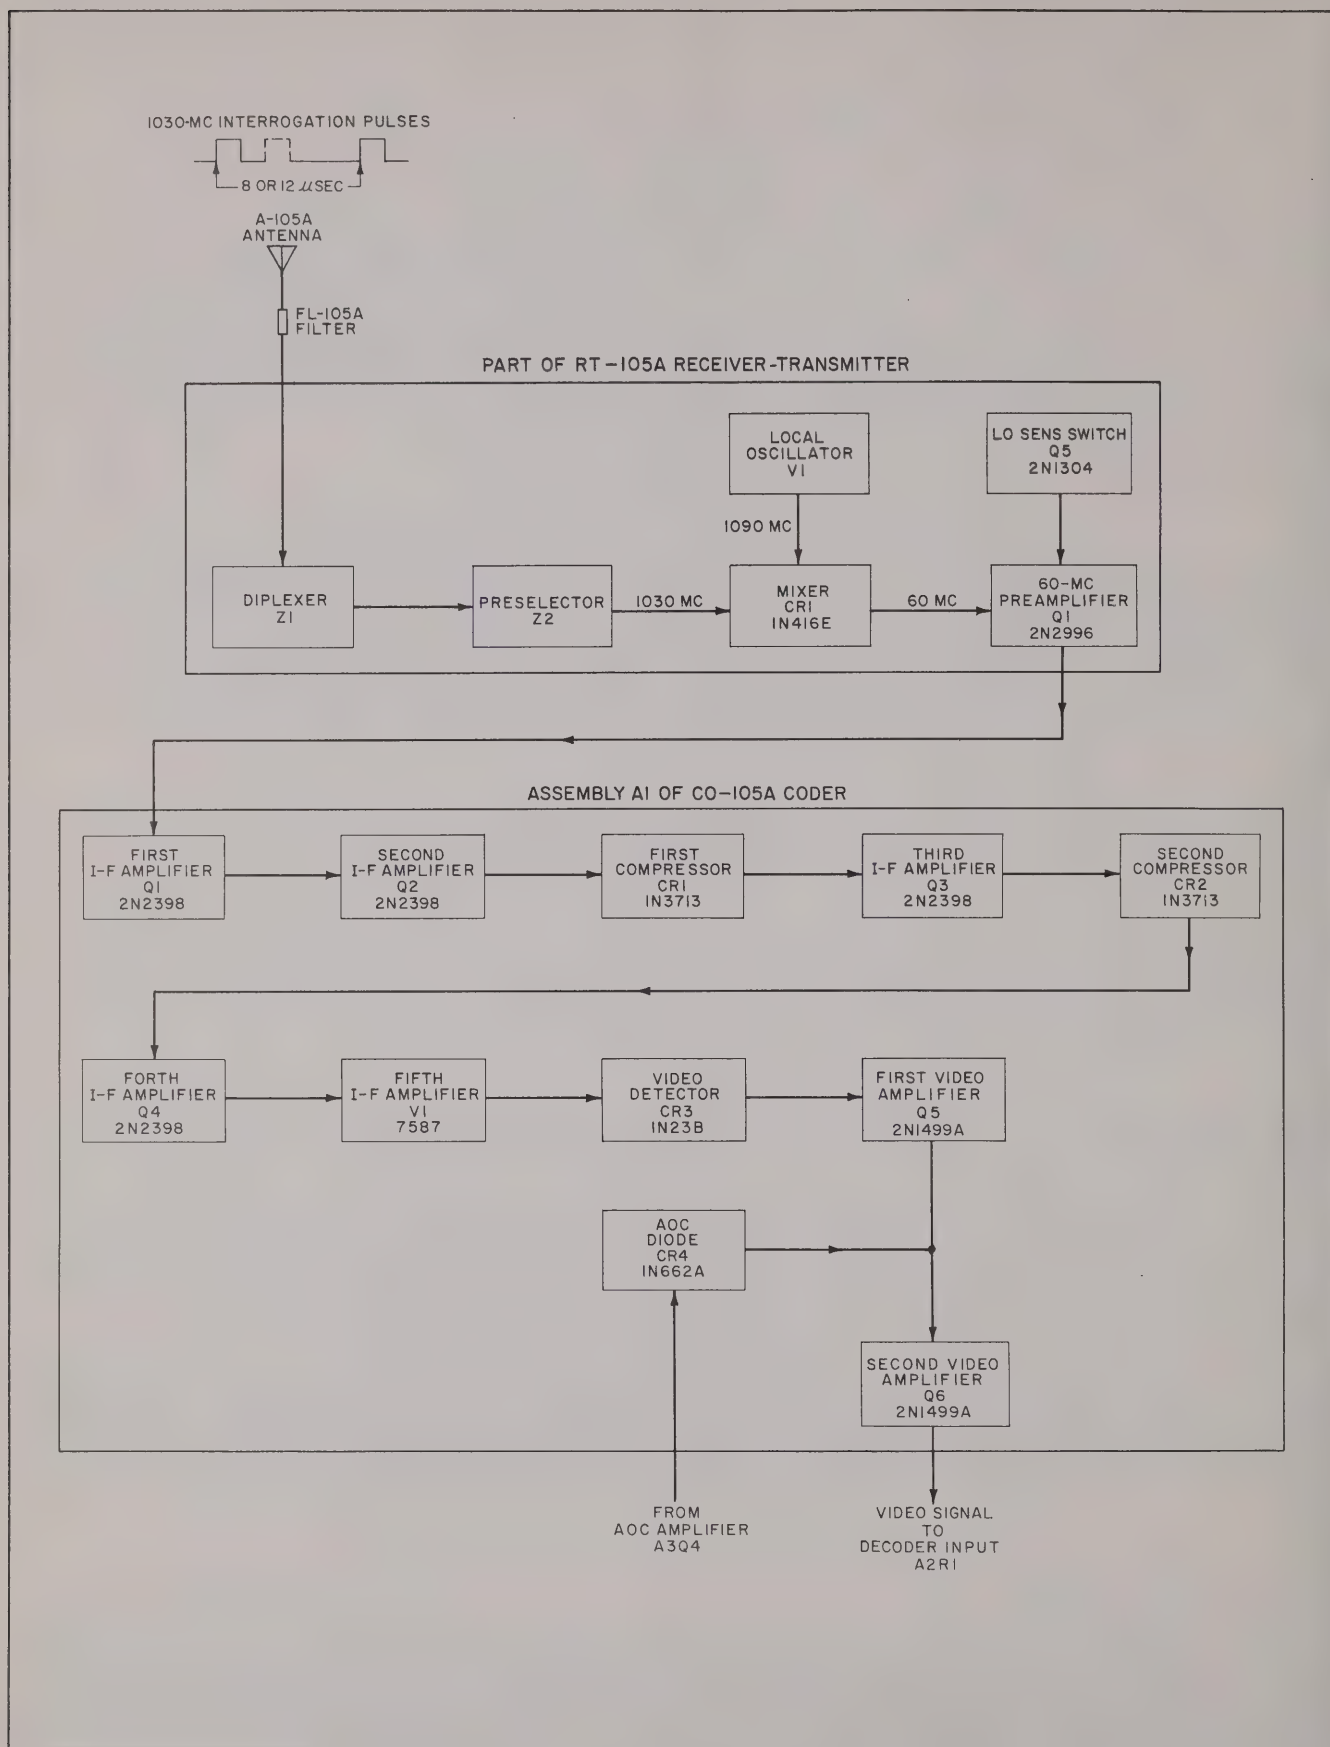 1030-MC INTERROGATION PULSES
8 OR 12 μSEC
A-105A
ANTENNA
FL-105A
FILTER
PART OF RT-105A RECEIVER-TRANSMITTER
LOCAL
OSCILLATOR
V1
LO SENS SWITCH
Q5
2N1304
1090 MC
DIPLEXER
Z1
PRESELECTOR
Z2
1030 MC
MIXER
CR1
1N416E
60 MC
60-MC
PREAMPLIFIER
Q1
2N2996
ASSEMBLY A1 OF CO-105A CODER
FIRST
I-F AMPLIFIER
Q1
2N2398
SECOND
I-F AMPLIFIER
Q2
2N2398
FIRST
COMPRESSOR
CR1
1N3713
THIRD
I-F AMPLIFIER
Q3
2N2398
SECOND
COMPRESSOR
CR2
1N3713
FORTH
I-F AMPLIFIER
Q4
2N2398
FIFTH
I-F AMPLIFIER
V1
7587
VIDEO
DETECTOR
CR3
1N23B
FIRST VIDEO
AMPLIFIER
Q5
2N1499A
AOC
DIODE
CR4
1N662A
SECOND VIDEO
AMPLIFIER
Q6
2N1499A
FROM
AOC AMPLIFIER
A3Q4
VIDEO SIGNAL
TO
DECODER INPUT
A2R1